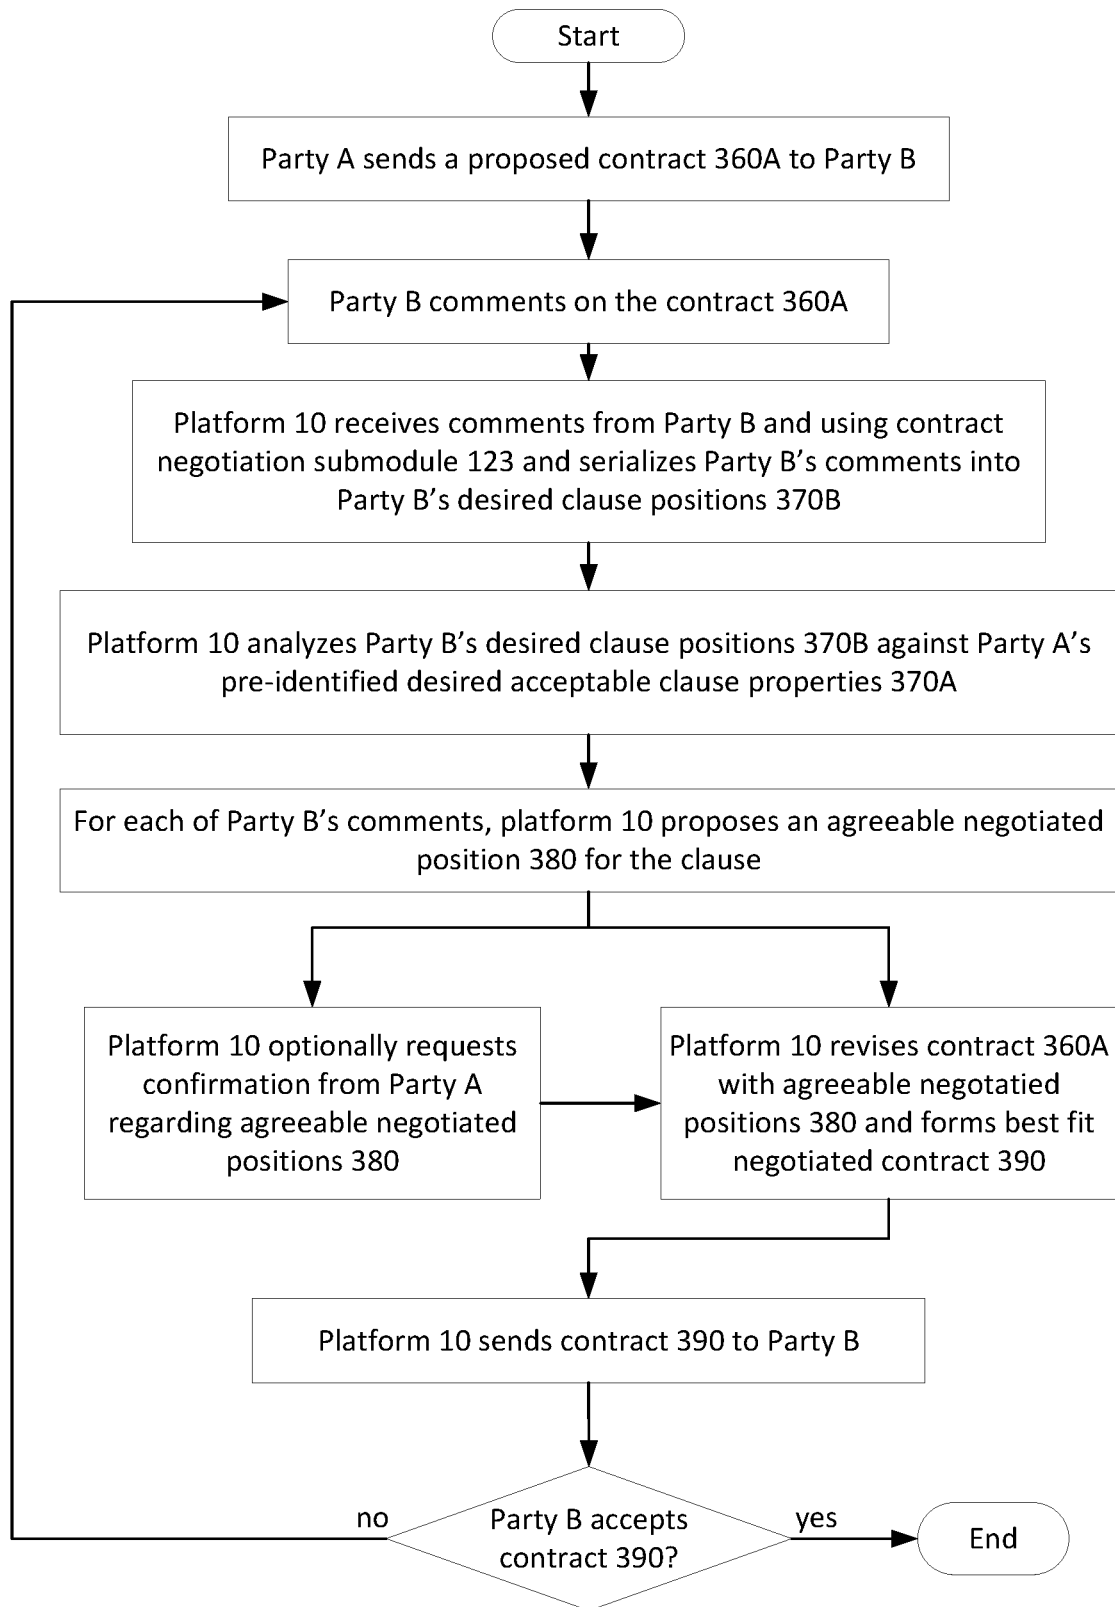 Start
Party A sends a proposed contract 360A to Party B
Party B comments on the contract 360A
Platform 10 receives comments from Party B and using contract
negotiation submodule 123 and serializes Party B’s comments into
Party B’s desired clause positions 370B
Platform 10 analyzes Party B’s desired clause positions 370B against Party A’s
pre-identified desired acceptable clause properties 370A
For each of Party B’s comments, platform 10 proposes an agreeable negotiated
position 380 for the clause
Platform 10 optionally requests
confirmation from Party A
regarding agreeable negotiated
positions 380
Platform 10 revises contract 360A
with agreeable negotatied
positions 380 and forms best fit
negotiated contract 390
Platform 10 sends contract 390 to Party B
no
Party B accepts
contract 390?
yes
End